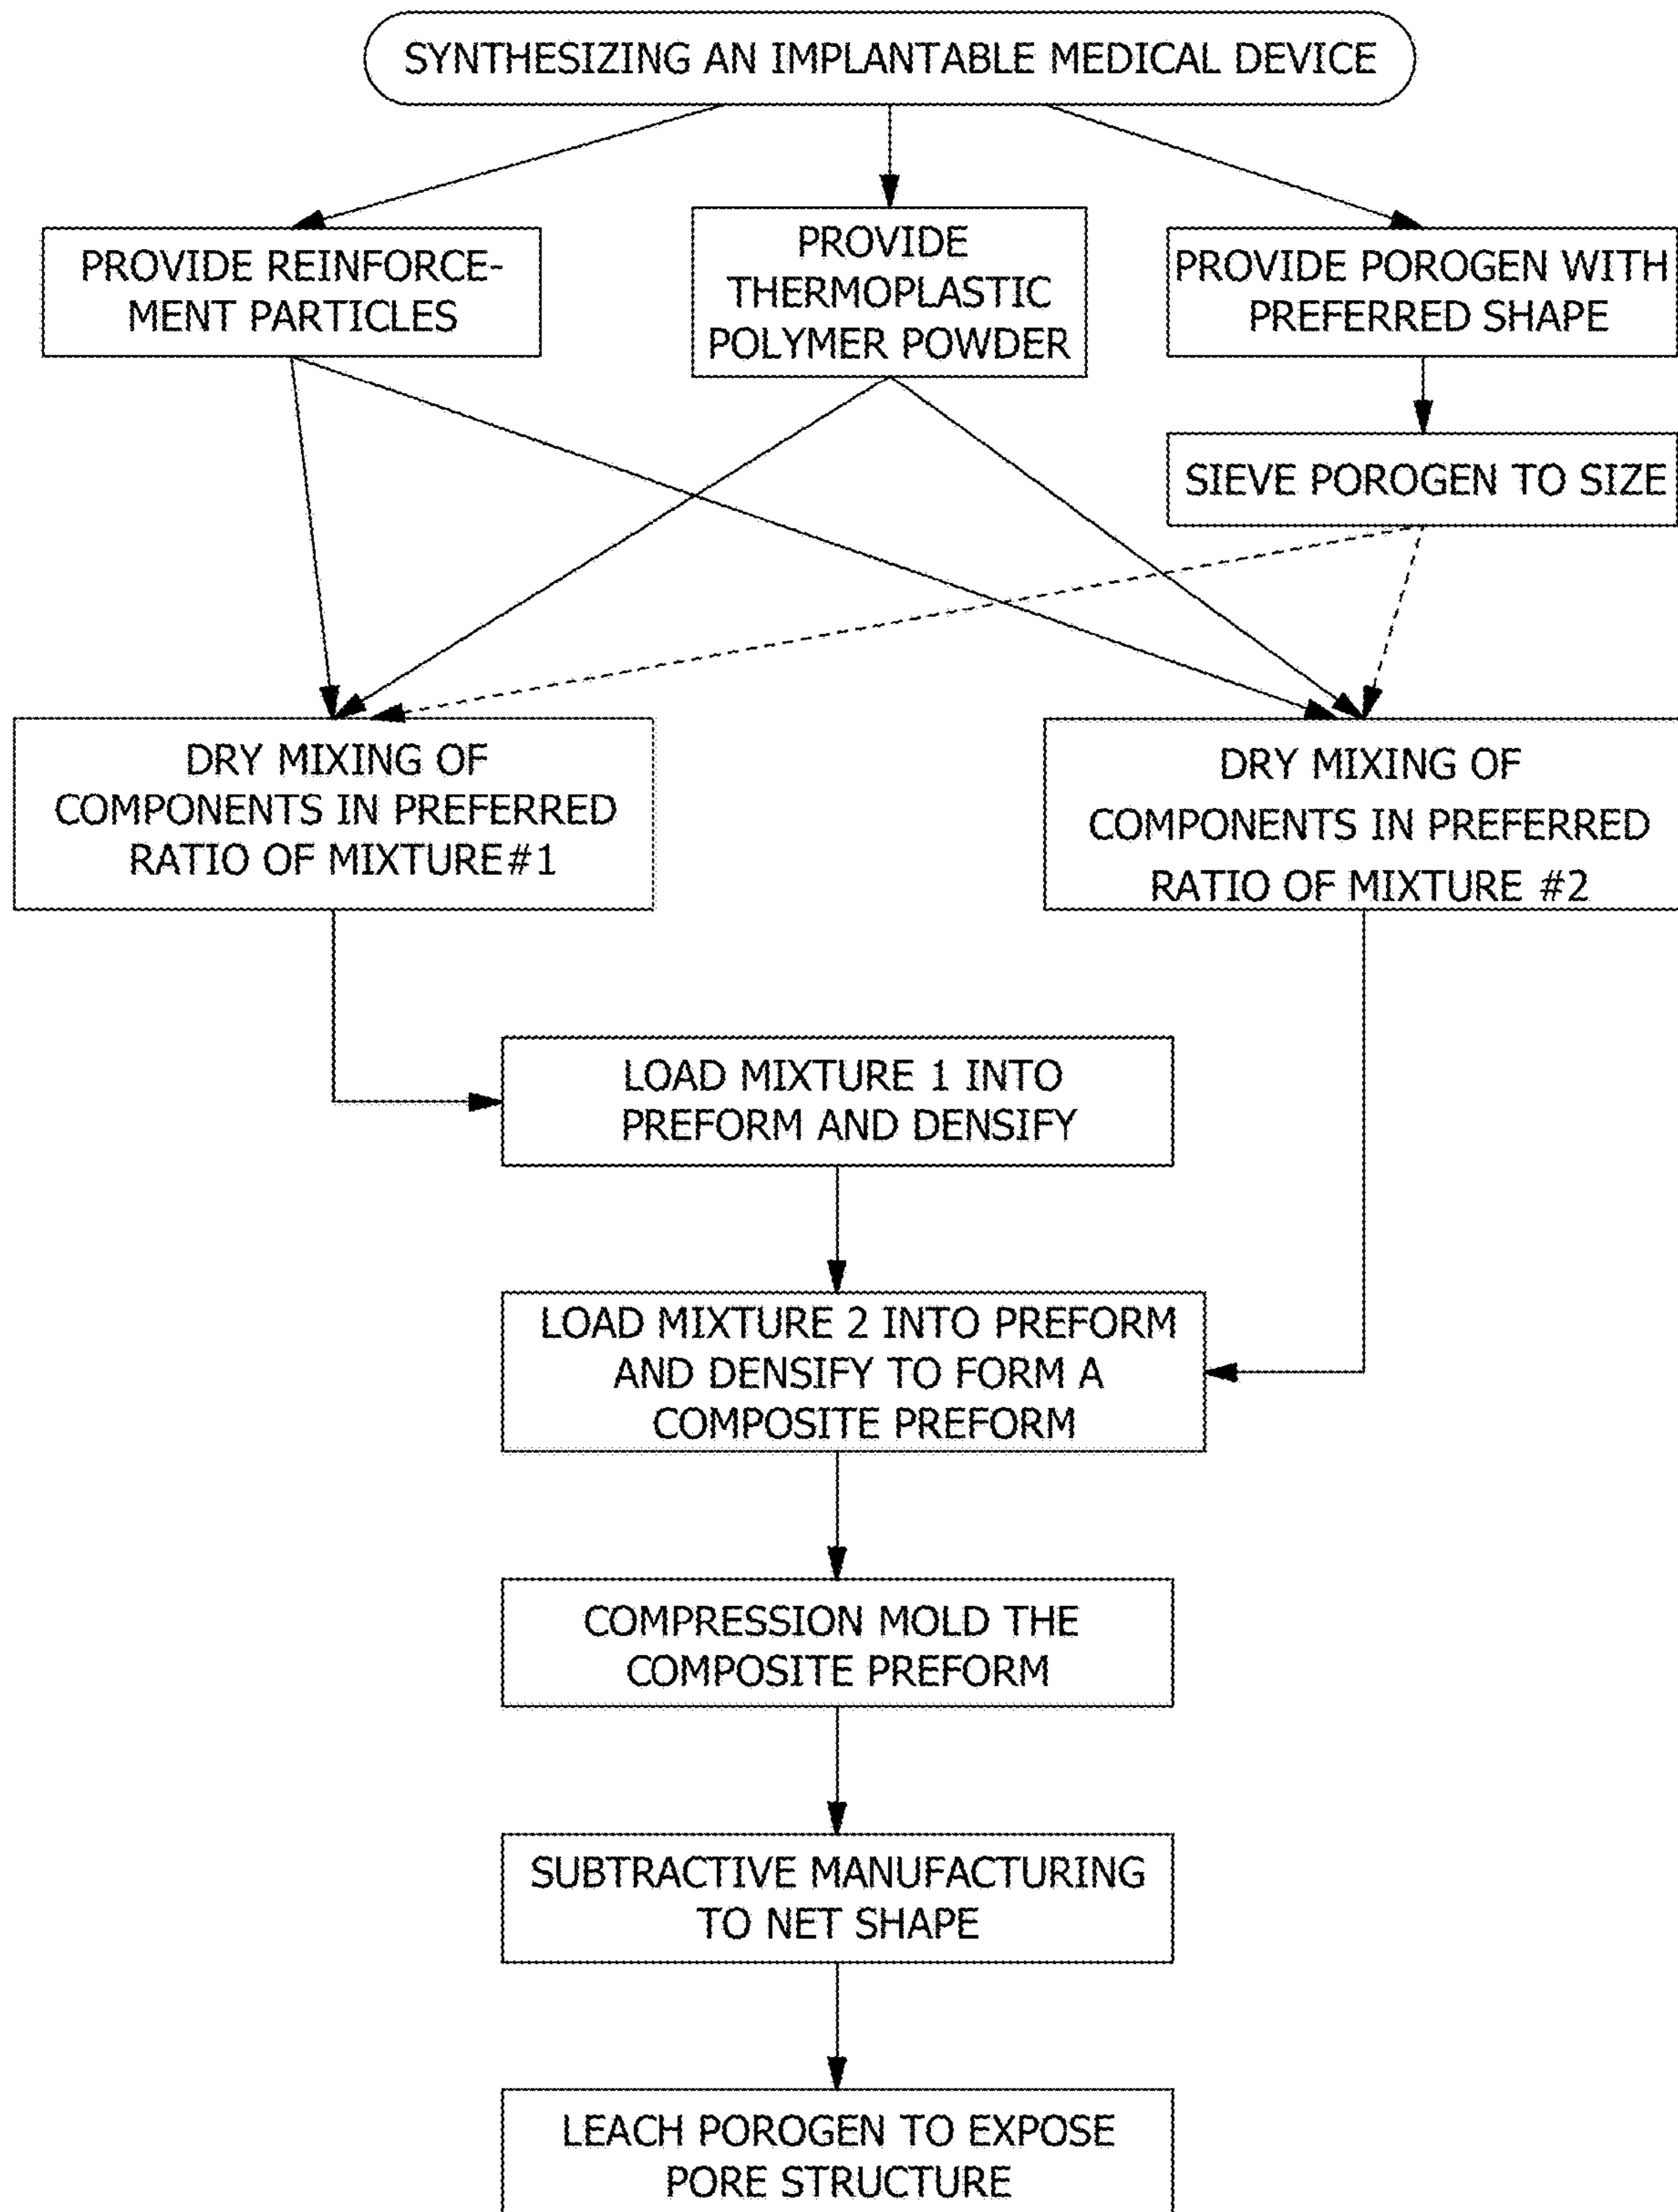 SYNTHESIZING AN IMPLANTABLE MEDICAL DEVICE
PROVIDE REINFORCE-
MENT PARTICLES
PROVIDE
THERMOPLASTIC
POLYMER POWDER
PROVIDE POROGEN WITH
PREFERRED SHAPE
SIEVE POROGEN TO SIZE
DRY MIXING OF
COMPONENTS IN PREFERRED
RATIO OF MIXTURE#1
DRY MIXING OF
COMPONENTS IN PREFERRED
RATIO OF MIXTURE #2
LOAD MIXTURE 1 INTO
PREFORM AND DENSIFY
LOAD MIXTURE 2 INTO PREFORM
AND DENSIFY TO FORM A
COMPOSITE PREFORM
COMPRESSION MOLD THE
COMPOSITE PREFORM
SUBTRACTIVE MANUFACTURING
TO NET SHAPE
LEACH POROGEN TO EXPOSE
PORE STRUCTURE